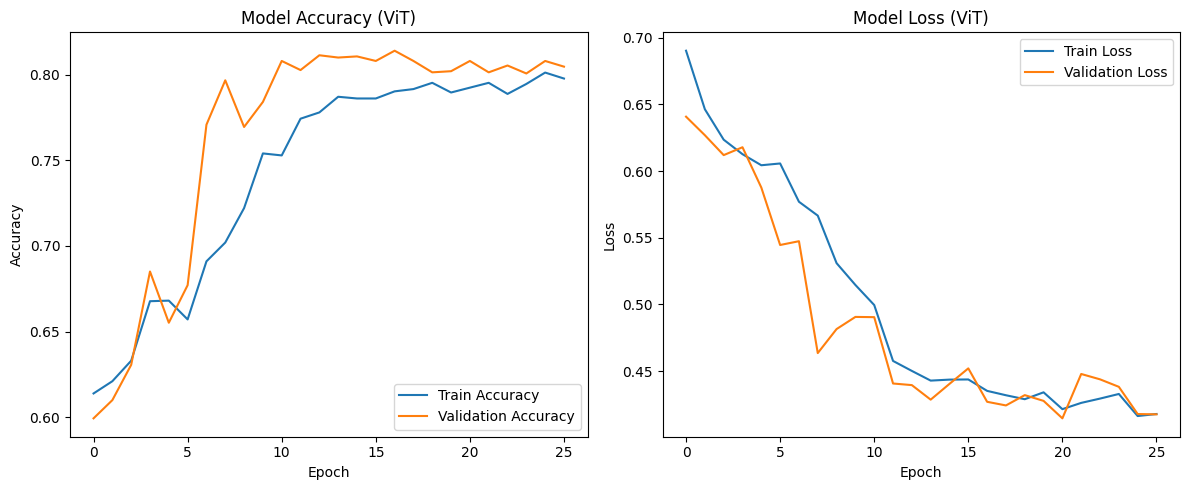 Model Accuracy (ViT)
Accuracy
0.80
0.75
0.70
0.65
0.60
Train Accuracy
Validation Accuracy
0
5
10
15
20
25
Epoch
Model Loss (ViT)
Loss
0.70
0.65
0.60
0.55
0.50
0.45
Train Loss
Validation Loss
0
5
10
15
20
25
Epoch